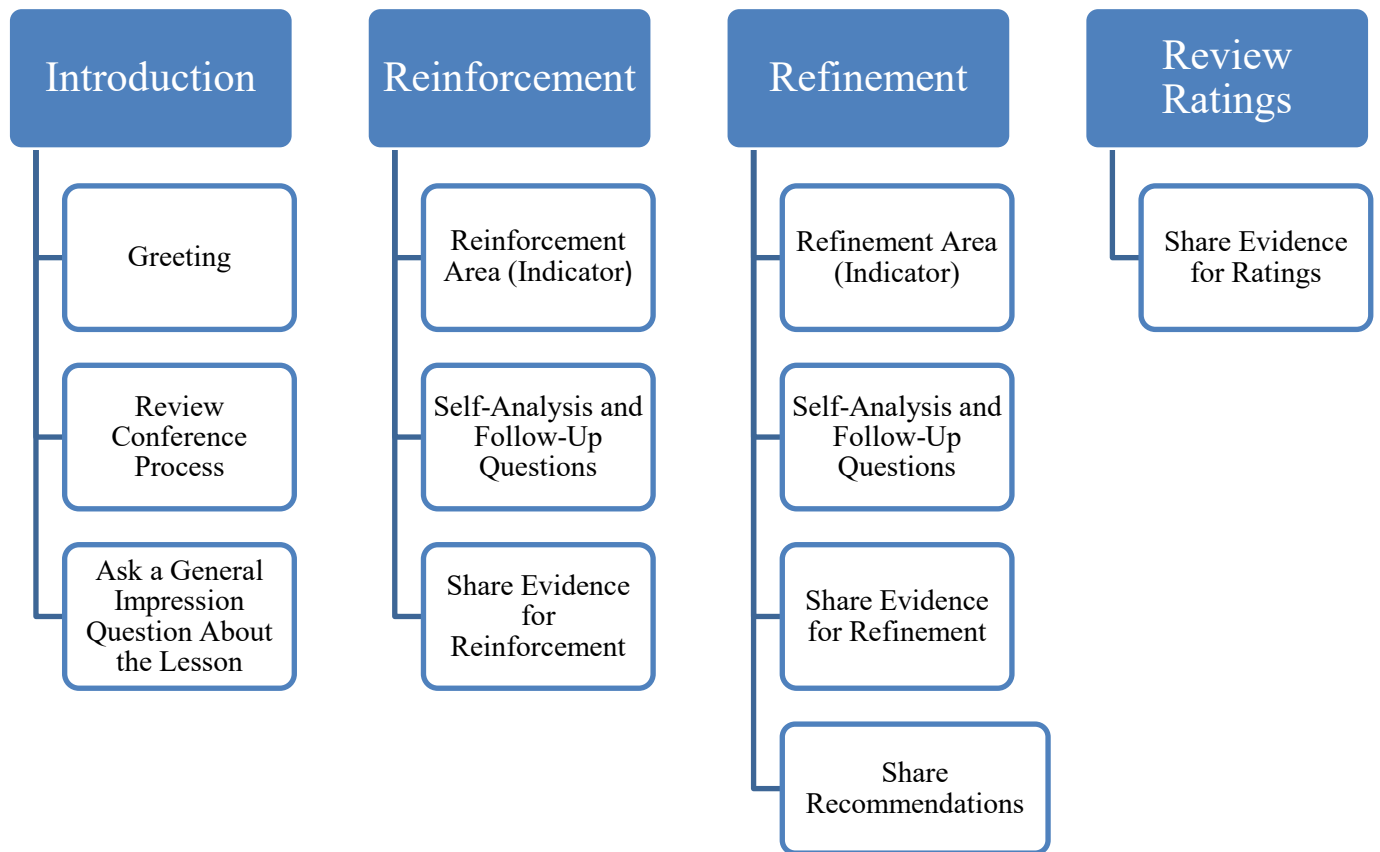 Introduction
Greeting
Review
Conference
Process
Ask a General
Impression
Question About
the Lesson
Reinforcement
Reinforcement
Area (Indicator)
Self-Analysis and
Follow-Up
Questions
Share Evidence
for
Reinforcement
Refinement
Refinement Area
(Indicator)
Self-Analysis and
Follow-Up
Questions
Share Evidence
for Refinement
Share
Recommendations
Review
Ratings
Share Evidence
for Ratings